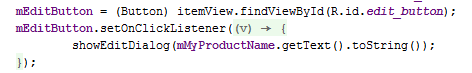 mEditButton = (Button) itemView.findViewById(R.id.edit_button);
mEditButton.setOnClickListener((v) → {
        showEditDialog(mMyProductName.getText().toString());
});